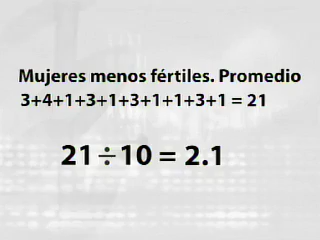 Mujeres menos fértiles. Promedio
3+4+1+3+1+3+1+1+3+1 = 21
21÷10 = 2.1